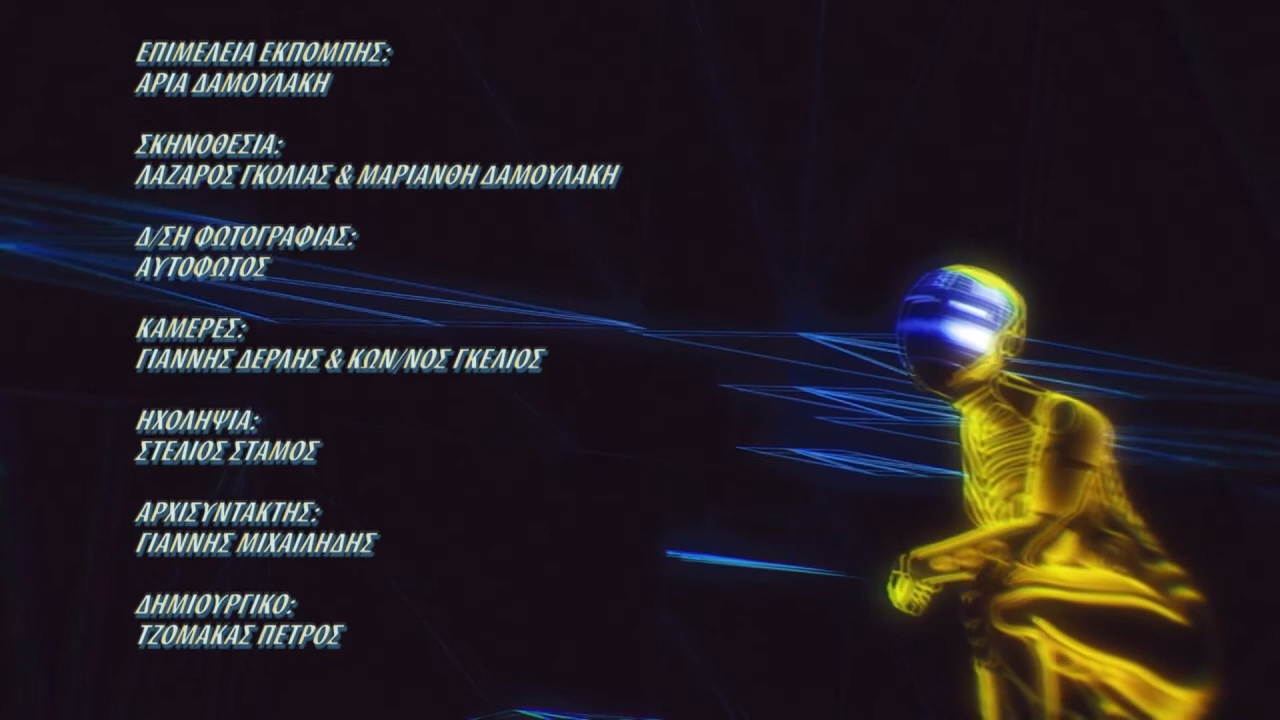 ΕΠΙΜΕΛΕΙΑ ΕΚΠΟΜΠΗΣ:
ΑΡΙΑ ΔΑΜΟΥΛΑΚΗ
ΣΚΗΝΟΘΕΣΙΑ:
ΛΑΖΑΡΟΣ ΓΚΟΛΙΑΣ & ΜΑΡΙΑΝΘΗ ΔΑΜΟΥΛΑΚΗ
Δ/ΣΗ ΦΩΤΟΓΡΑΦΙΑΣ:
ΑΥΤΟΦΩΤΟΣ
ΚΑΜΕΡΕΣ:
ΓΙΑΝΝΗΣ ΔΕΡΛΗΣ & ΚΩΝ/ΝΟΣ ΓΚΕΛΙΟΣ
ΗΧΟΛΗΨΙΑ:
ΣΤΕΛΙΟΣ ΣΤΑΜΟΣ
ΑΡΧΙΣΥΝΤΑΚΤΗΣ:
ΓΙΑΝΝΗΣ ΜΙΧΑΙΛΗΔΗΣ
ΔΗΜΙΟΥΡΓΙΚΟ:
ΤΖΟΜΑΚΑΣ ΠΕΤΡΟΣ